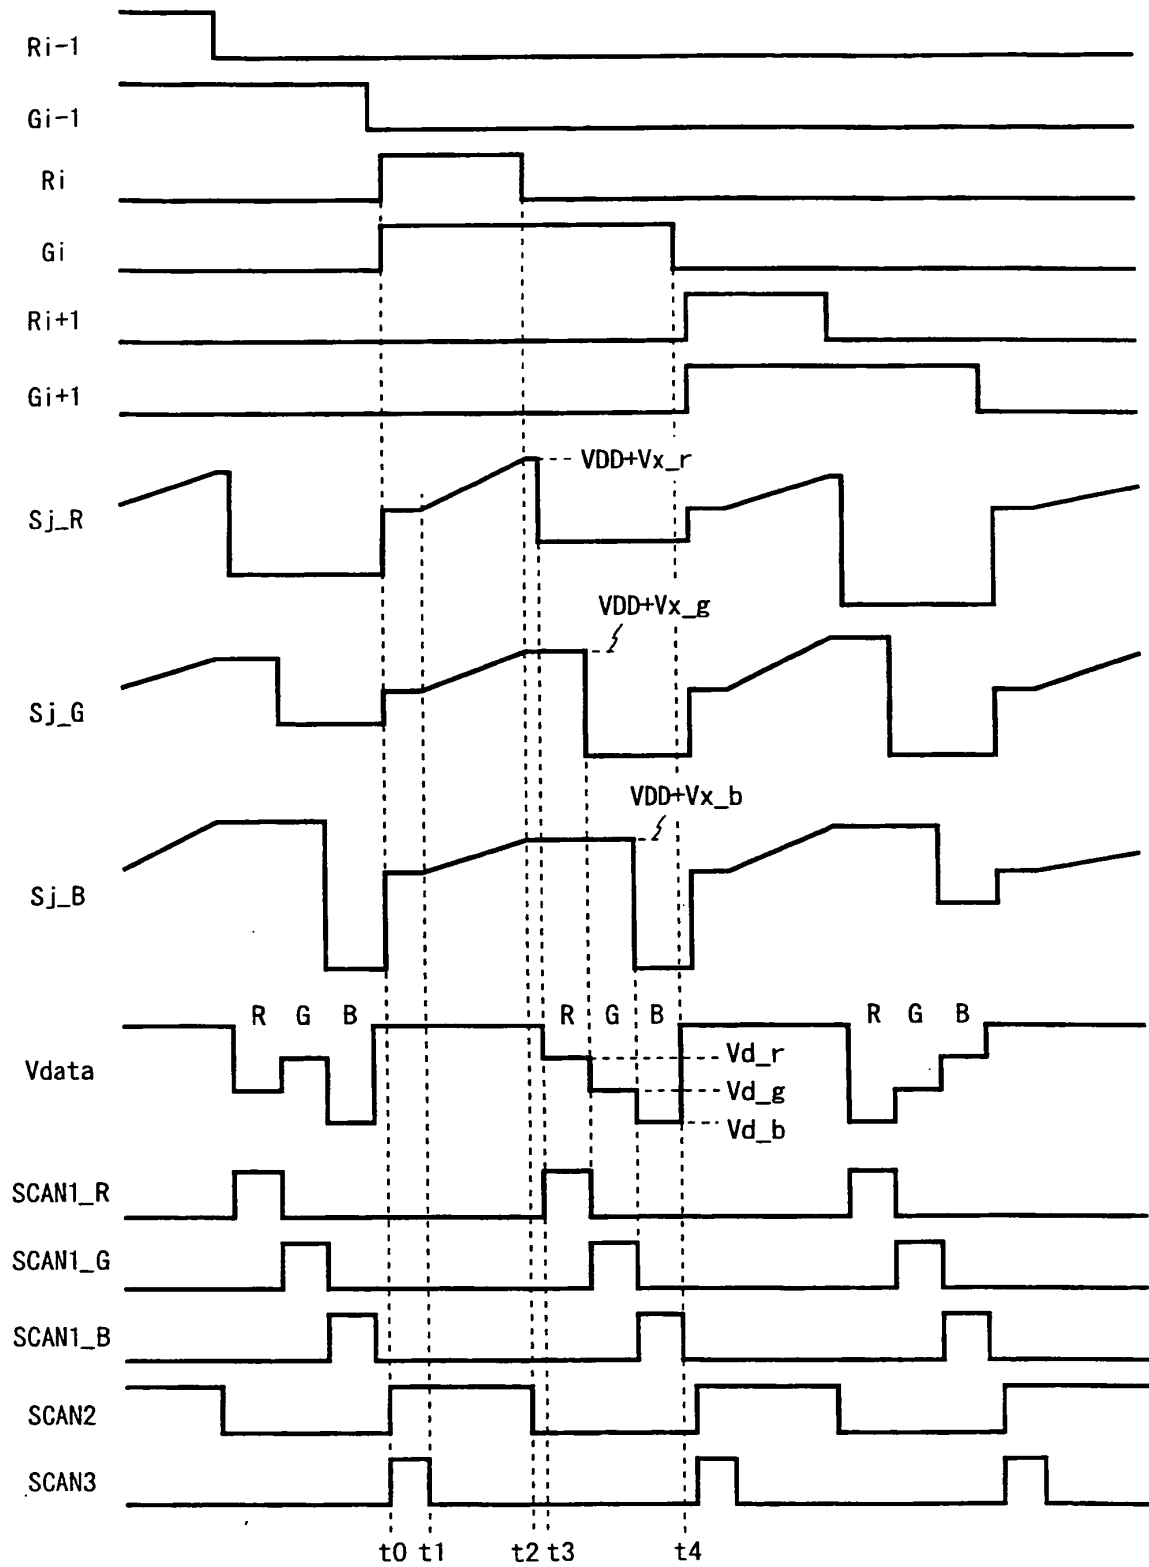 Ri-1
Gi-1
Ri
Gi
Ri+1
Gi+1
VDD+Vx_r
Sj_R
VDD+Vx_g
Sj_G
VDD+Vx_b
Sj_B
R G B R G B R G B
Vdata
Vd_r
Vd_g
Vd_b
SCAN1_R
SCAN1_G
SCAN1_B
SCAN2
SCAN3
t0 t1 t2 t3 t4